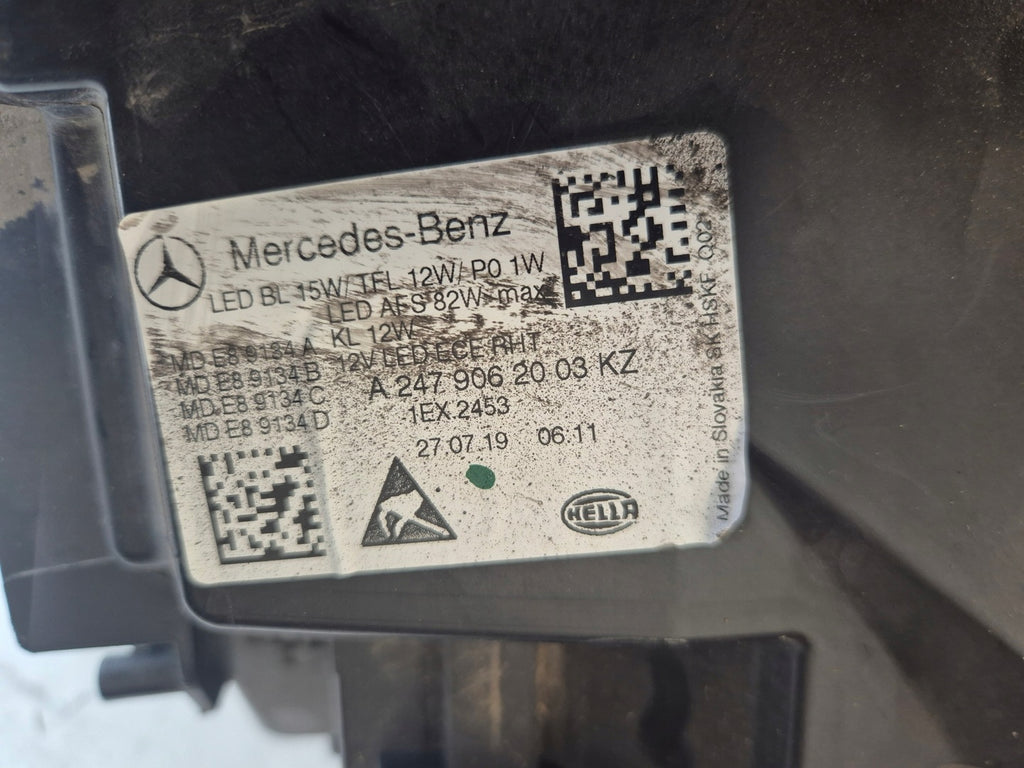 Mercedes-Benz
LED BL 15W/ TFL 12W/ PO 1W
LED AFS 82W max
KL 12W
12V LED ECE RHT
MD E8 9134 A
MD E8 9134 B
MD E8 9134 C
MD E8 9134 D
A 247 906 20 03 KZ
1EX.2453
27.07.19 06.11
HELLA
Made in Slovakia 8K HSKF Q02